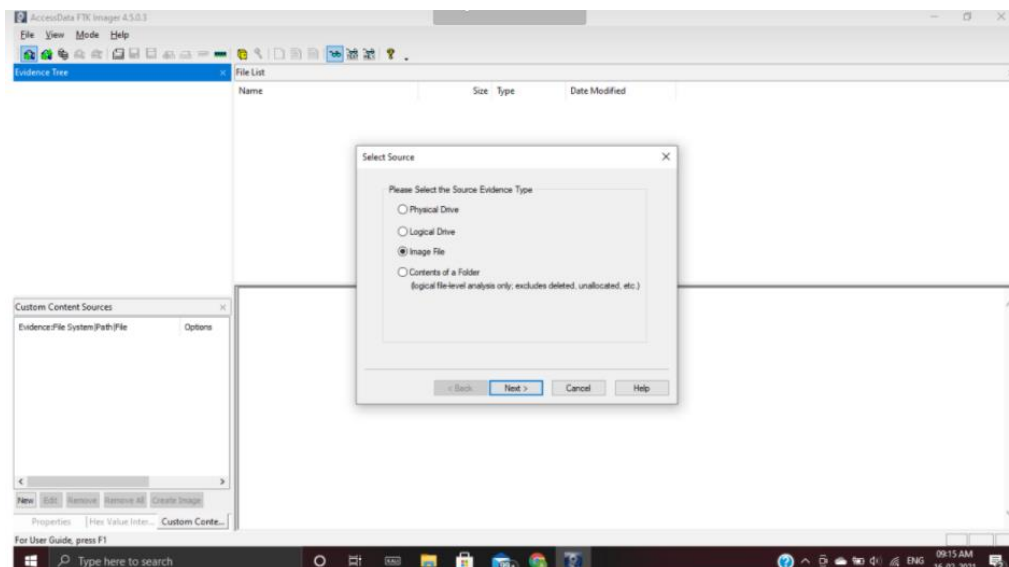 AccessData FTK Imager 4.5.0.3
File View Mode Help
Evidence Tree
File List
Name Size Type Date Modified
Select Source
Please Select the Source Evidence Type
Physical Drive
Logical Drive
Image File
Contents of a Folder
(logical file-level analysis only; excludes deleted, unallocated, etc.)
< Back Next > Cancel Help
Custom Content Sources
Evidence:File System|Path|File Options
New Edit Remove Remove All Create Image
Properties Hex Value Inter... Custom Conte...
For User Guide, press F1
Type here to search
ENG
09:15 AM
16-02-2021